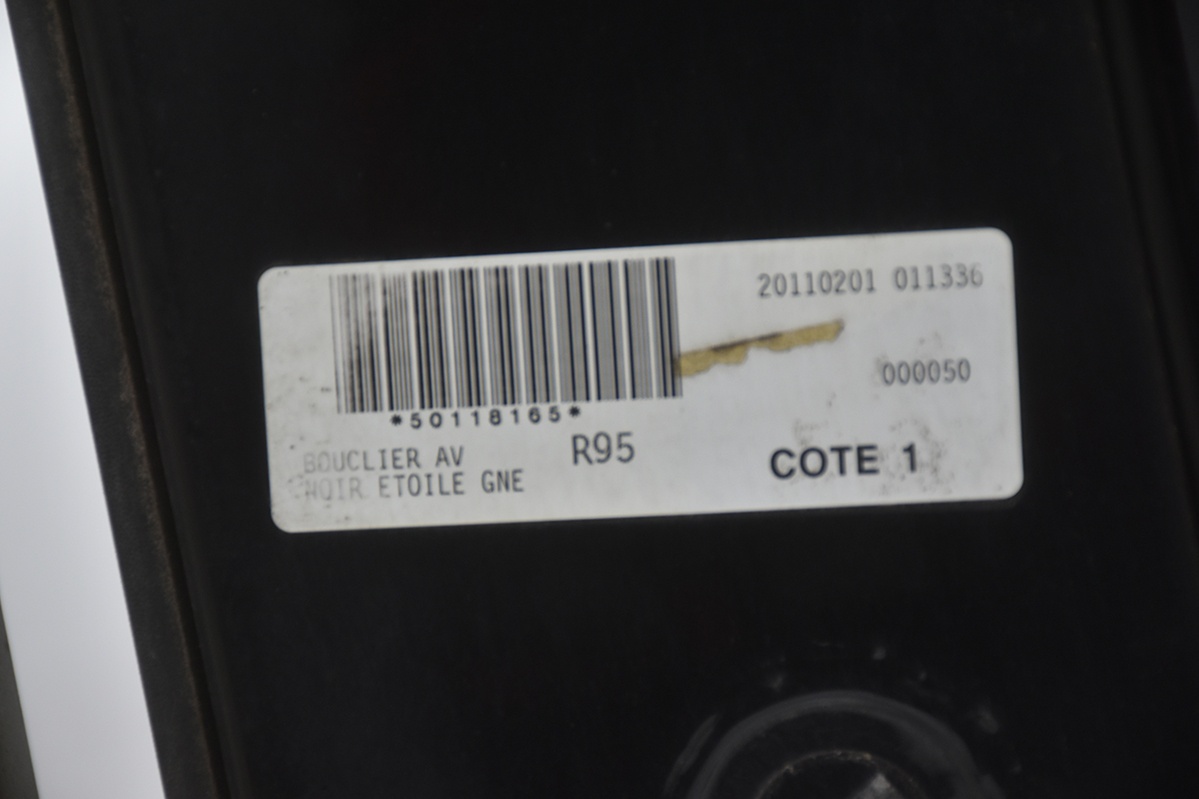 20110201 011336
000050
*50118165*
BOUCLIER AV R95
NOIR ETOILE GNE
COTE 1